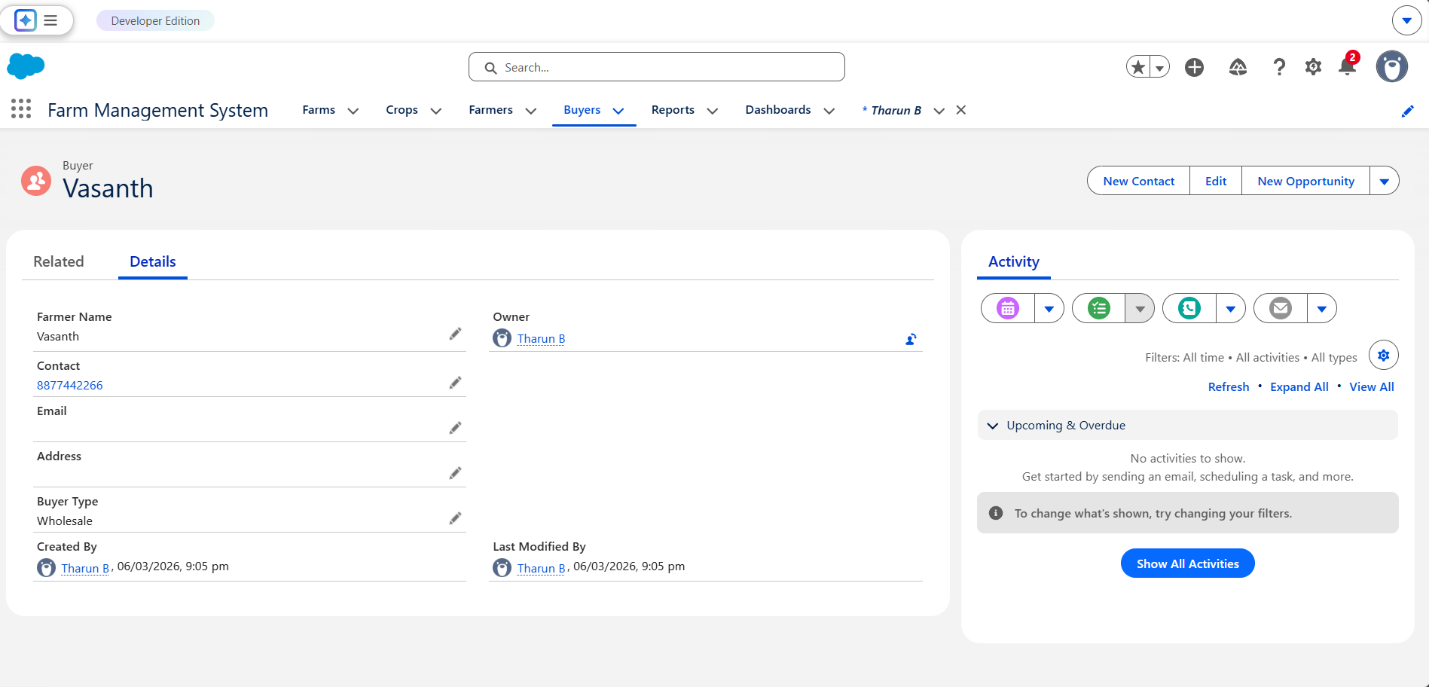 Developer Edition
Search...
2
Farm Management System
Farms
Crops
Farmers
Buyers
Reports
Dashboards
* Tharun B
Buyer
Vasanth
New Contact
Edit
New Opportunity
Related
Details
Farmer Name
Vasanth
Owner
Tharun B
Contact
8877442266
Email
Address
Buyer Type
Wholesale
Created By
Tharun B, 06/03/2026, 9:05 pm
Last Modified By
Tharun B, 06/03/2026, 9:05 pm
Activity
Filters: All time • All activities • All types
Refresh • Expand All • View All
Upcoming & Overdue
No activities to show.
Get started by sending an email, scheduling a task, and more.
To change what's shown, try changing your filters.
Show All Activities